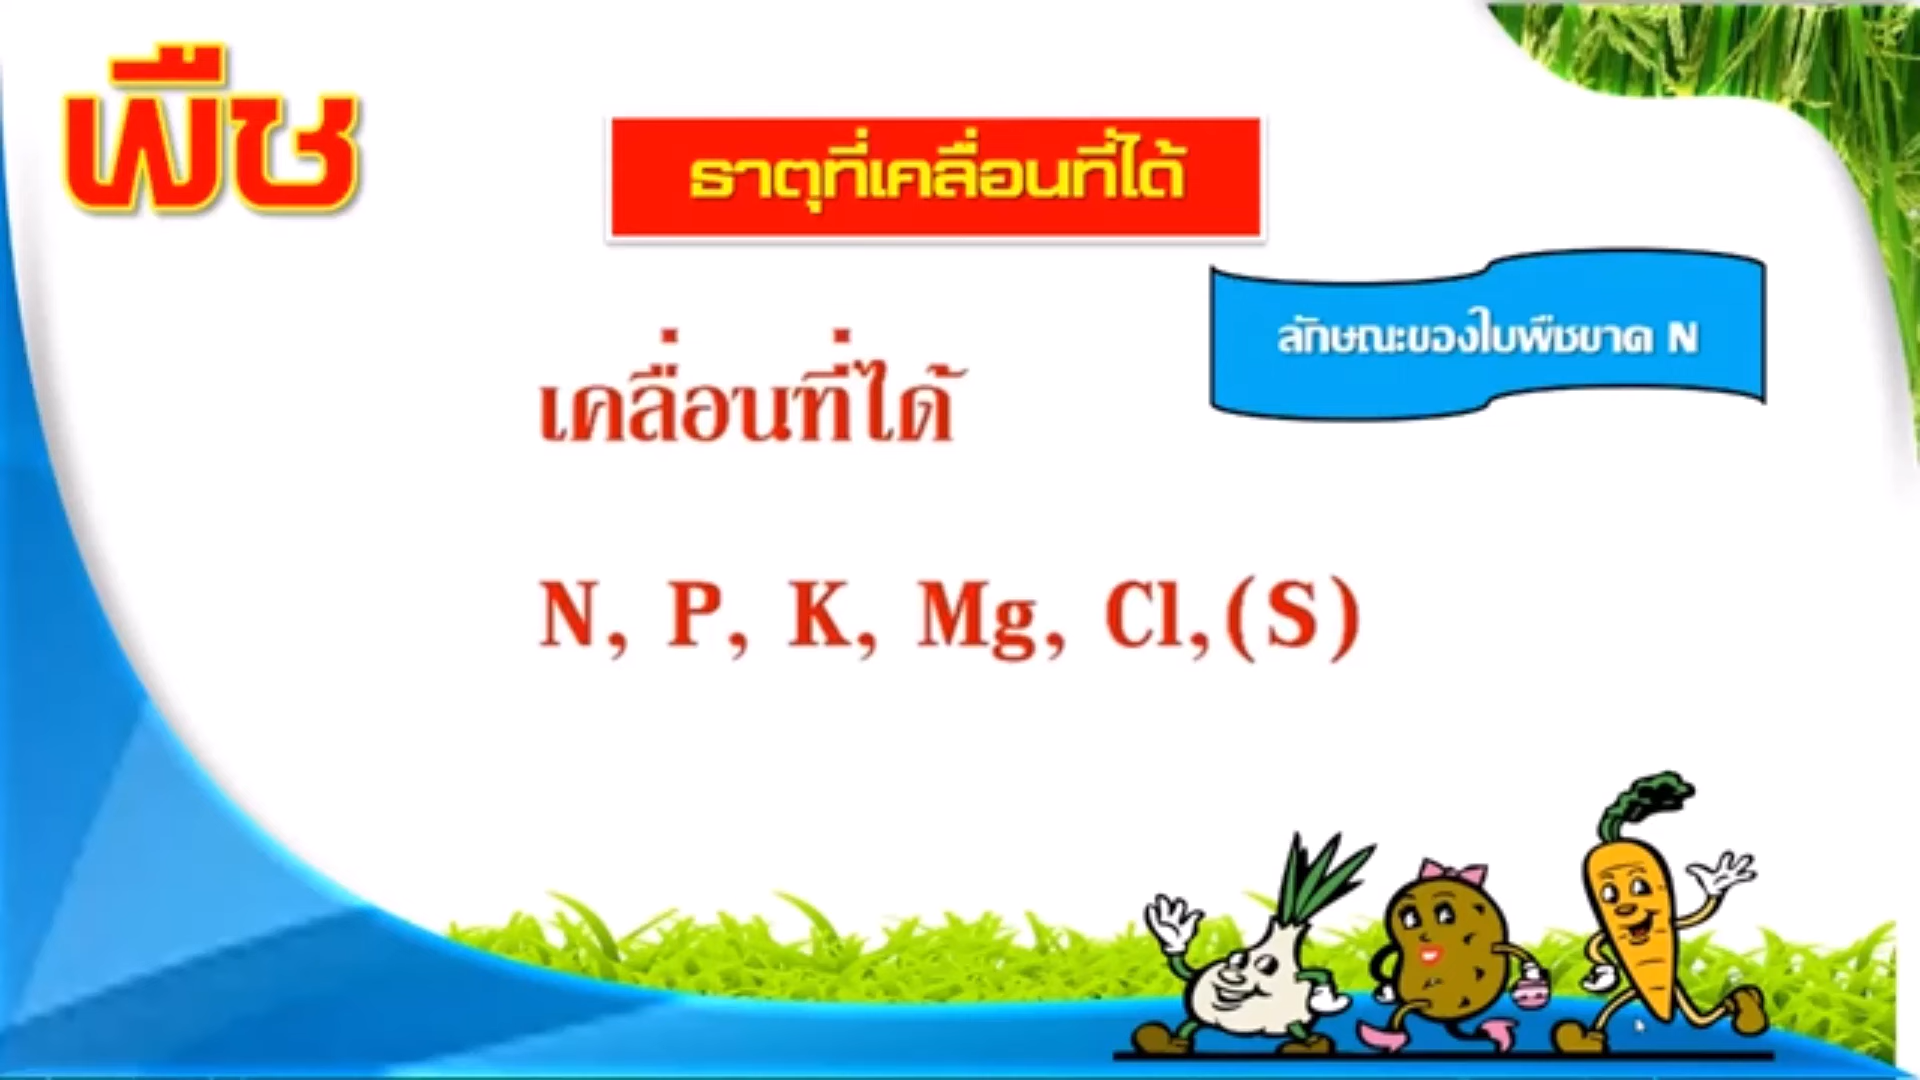 พืช
ธาตุที่เคลื่อนที่ได้
ลักษณะของใบพืชขาด N
เคลื่อนที่ได้
N, P, K, Mg, Cl,(S)